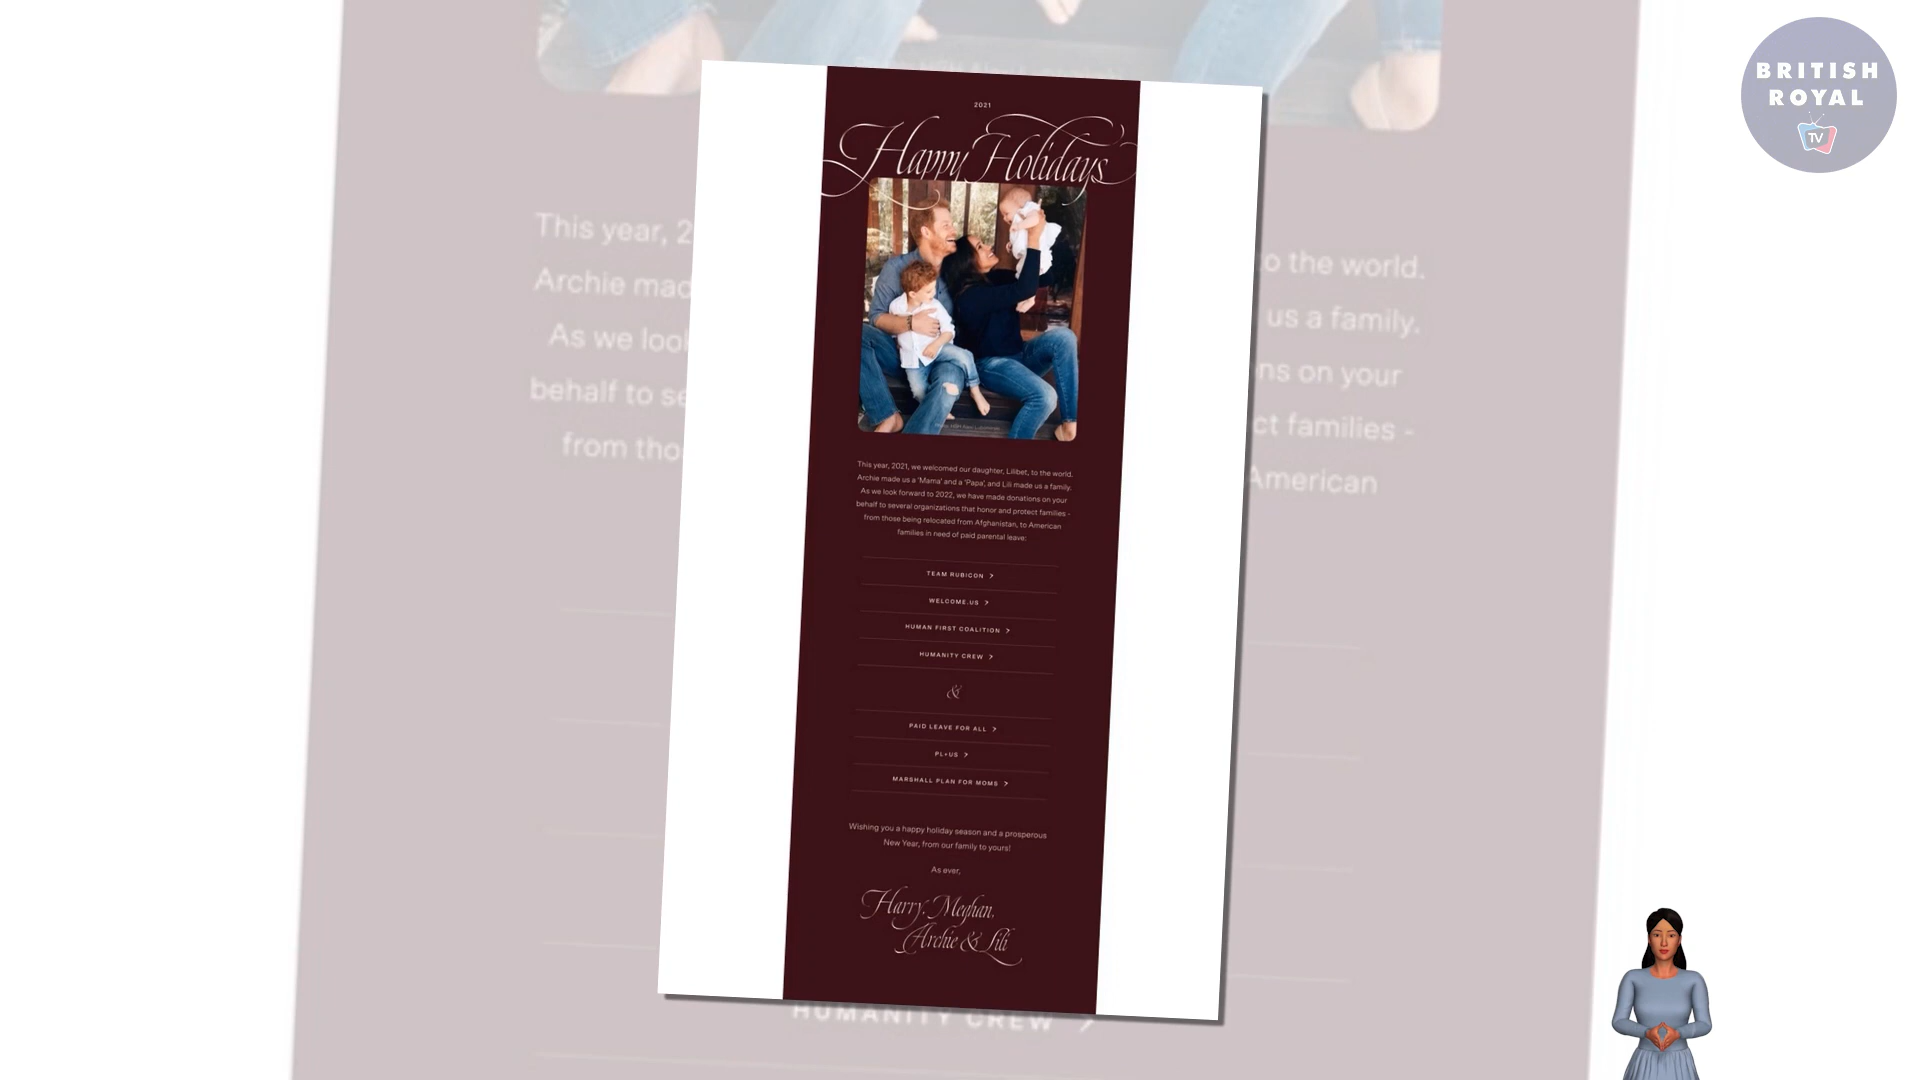 BRITISH
ROYAL
TV
2021
Happy Holidays
This year, 2021, we welcomed our daughter, Lilibet, to the world.
Archie made us a 'Mama' and a 'Papa', and Lili made us a family.
As we look forward to 2022, we have made donations on your
behalf to several organizations that honor and protect families -
from those being relocated from Afghanistan, to American
families in need of paid parental leave:
TEAM RUBICON >
WELCOME.US >
HUMAN FIRST COALITION >
HUMANITY CREW >
&
PAID LEAVE FOR ALL >
PL+US >
MARSHALL PLAN FOR MOMS >
Wishing you a happy holiday season and a prosperous
New Year, from our family to yours!
As ever,
Harry, Meghan,
Archie & Lili
This year, 2
o the world.
Archie mad
us a family.
As we look
ns on your
behalf to se
ct families -
from tho
American
HUMANITY CREW >